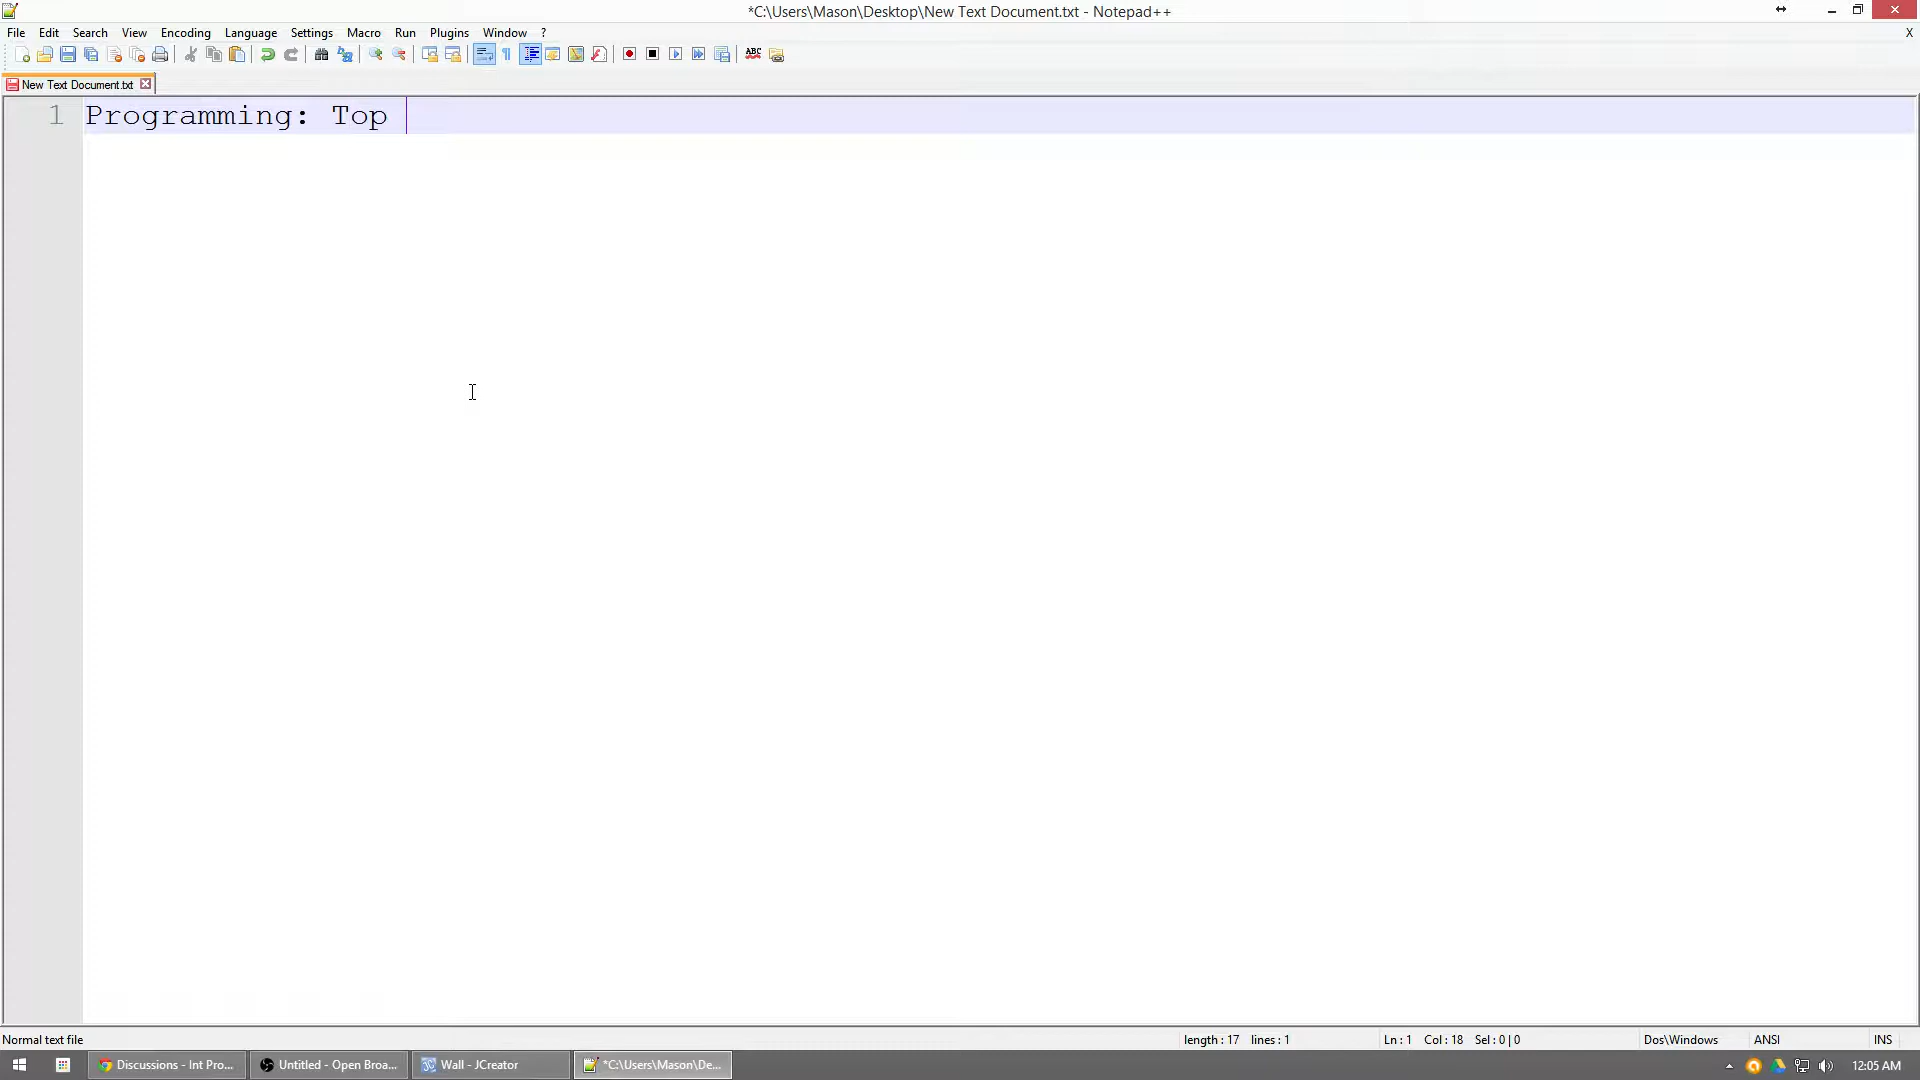 *C:\Users\Mason\Desktop\New Text Document.txt - Notepad++
File Edit Search View Encoding Language Settings Macro Run Plugins Window ? X
ABC
New Text Document.txt
1 Programming: Top
Normal text file length : 17 lines : 1 Ln : 1 Col : 18 Sel : 0 | 0 Dos\Windows ANSI INS
Discussions - Int Pro... Untitled - Open Broa... Wall - JCreator *C:\Users\Mason\De... 12:05 AM